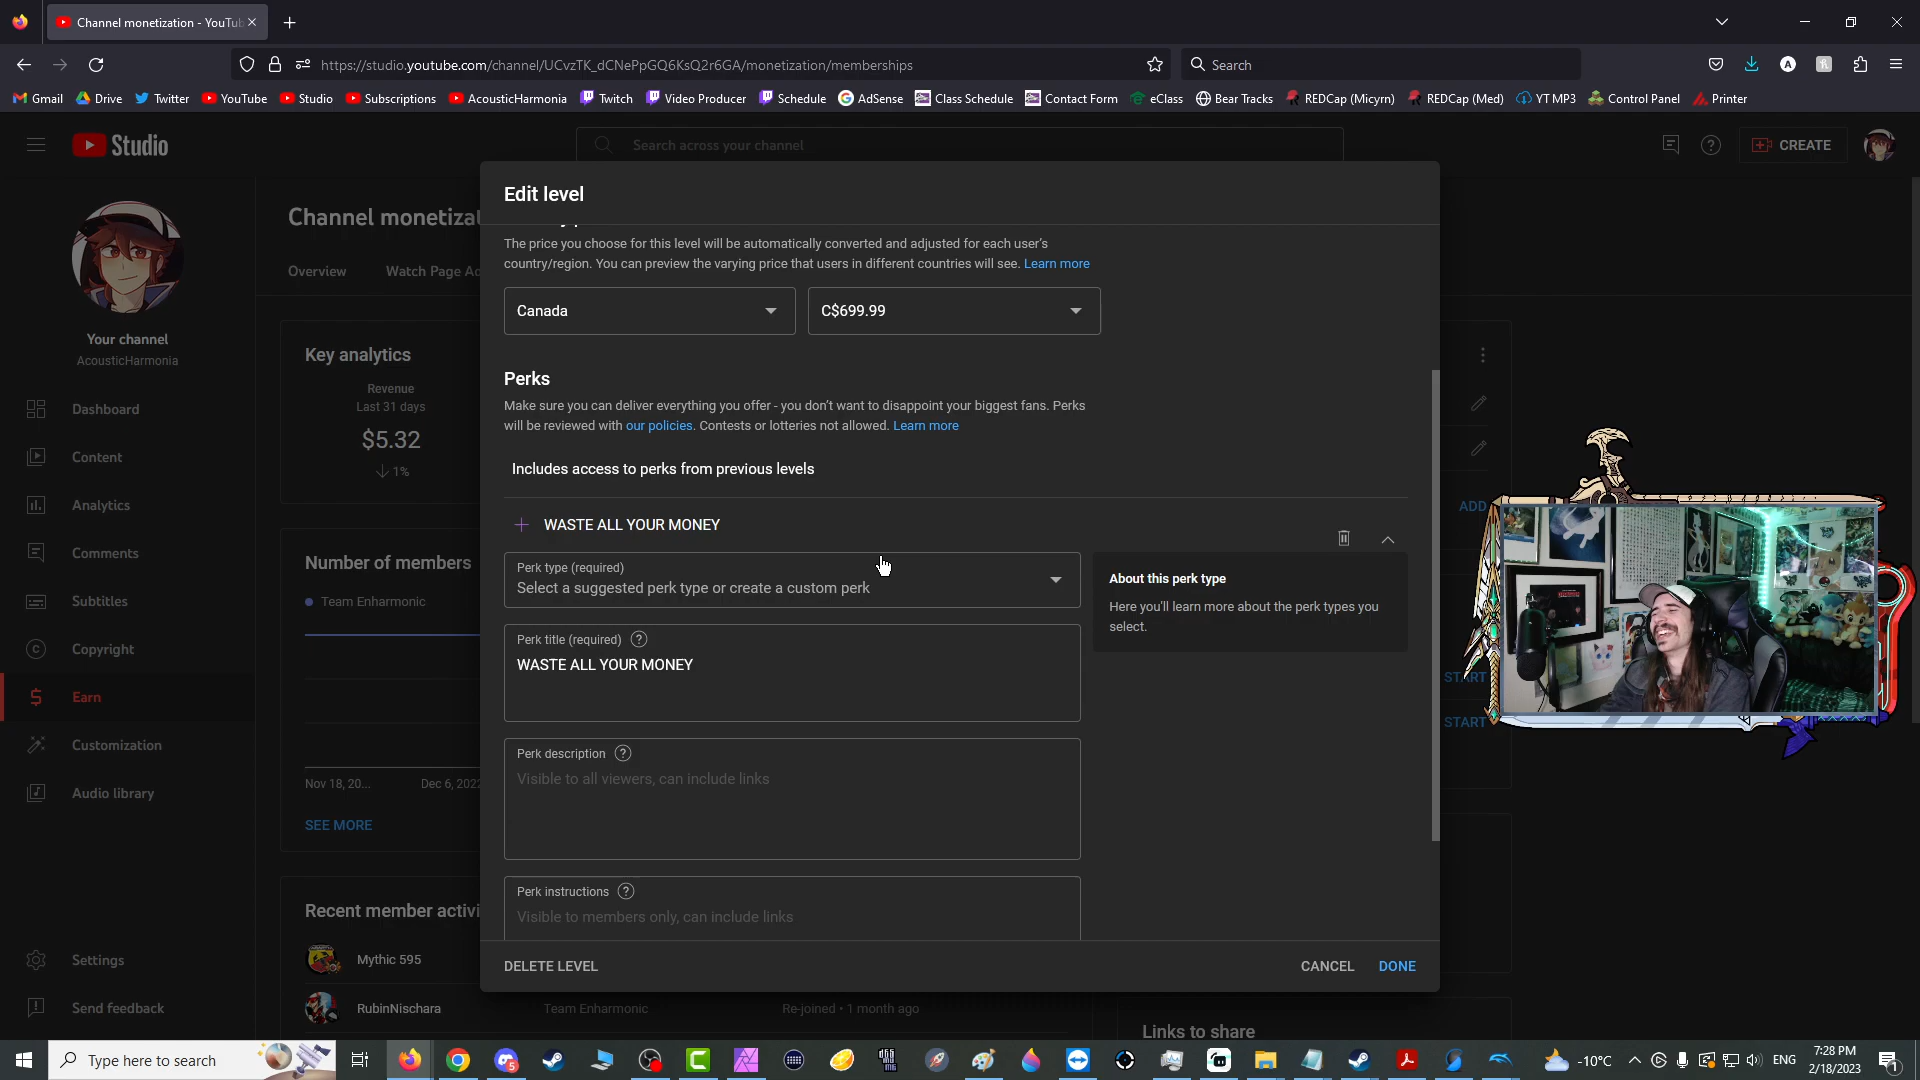 Channel monetization - YouTub
https://studio.youtube.com/channel/UCvzTK_dCNePpGQ6KsQ2r6GA/monetization/memberships
Search
Gmail
Drive
Twitter
YouTube
Studio
Subscriptions
AcousticHarmonia
Twitch
Video Producer
Schedule
AdSense
Class Schedule
Contact Form
eClass
Bear Tracks
REDCap (Micyrn)
REDCap (Med)
YT MP3
Control Panel
Printer
Studio
Search across your channel
CREATE
Your channel
AcousticHarmonia
Dashboard
Content
Analytics
Comments
Subtitles
Copyright
Earn
Customization
Audio library
Settings
Send feedback
Channel monetizat
Overview
Watch Page Ad
Key analytics
Revenue
Last 31 days
$5.32
1%
Number of members
Team Enharmonic
Nov 18, 20...
Dec 6, 2022
SEE MORE
Recent member activi
Mythic 595
RubinNischara
Team Enharmonic
Re-joined • 1 month ago
Edit level
The price you choose for this level will be automatically converted and adjusted for each user's
country/region. You can preview the varying price that users in different countries will see. Learn more
Canada
C$699.99
Perks
Make sure you can deliver everything you offer - you don't want to disappoint your biggest fans. Perks
will be reviewed with our policies. Contests or lotteries not allowed. Learn more
Includes access to perks from previous levels
WASTE ALL YOUR MONEY
Perk type (required)
Select a suggested perk type or create a custom perk
About this perk type
Here you'll learn more about the perk types you
select.
Perk title (required)
WASTE ALL YOUR MONEY
Perk description
Visible to all viewers, can include links
Perk instructions
Visible to members only, can include links
DELETE LEVEL
CANCEL
DONE
ADD
START
START
Links to share
Type here to search
-10°C
ENG
7:28 PM
2/18/2023